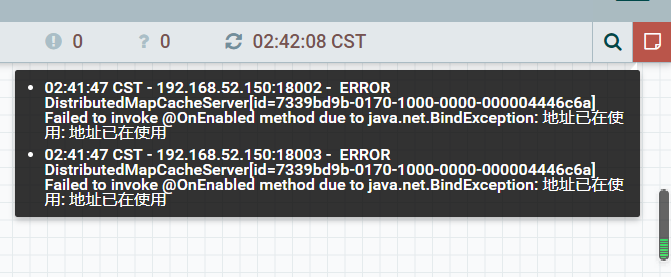 0 ? 0 02:42:08 CST
02:41:47 CST - 192.168.52.150:18002 - ERROR
DistributedMapCacheServer[id=7339bd9b-0170-1000-0000-000004446c6a]
Failed to invoke @OnEnabled method due to java.net.BindException: 地址已在使
用: 地址已在使用
02:41:47 CST - 192.168.52.150:18003 - ERROR
DistributedMapCacheServer[id=7339bd9b-0170-1000-0000-000004446c6a]
Failed to invoke @OnEnabled method due to java.net.BindException: 地址已在使
用: 地址已在使用